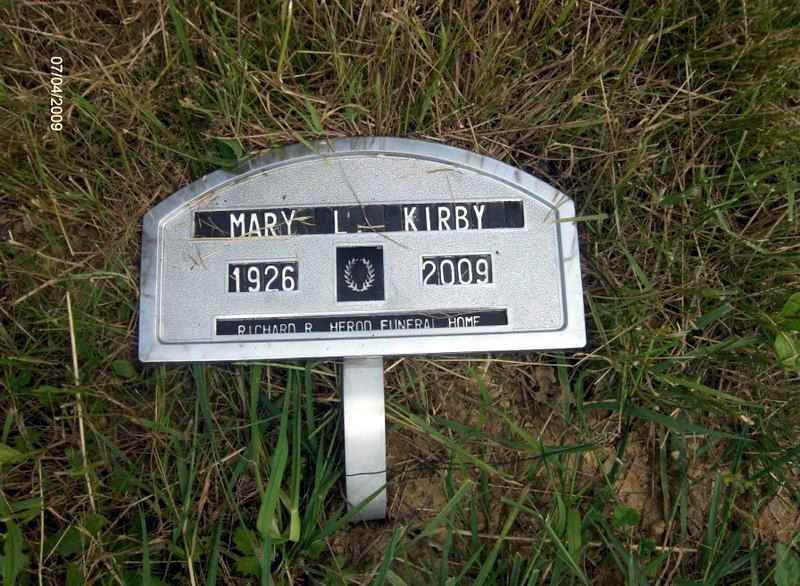 07/04/2009
MARY L. KIRBY
1926 2009
RICHARD R. HEROD FUNERAL HOME